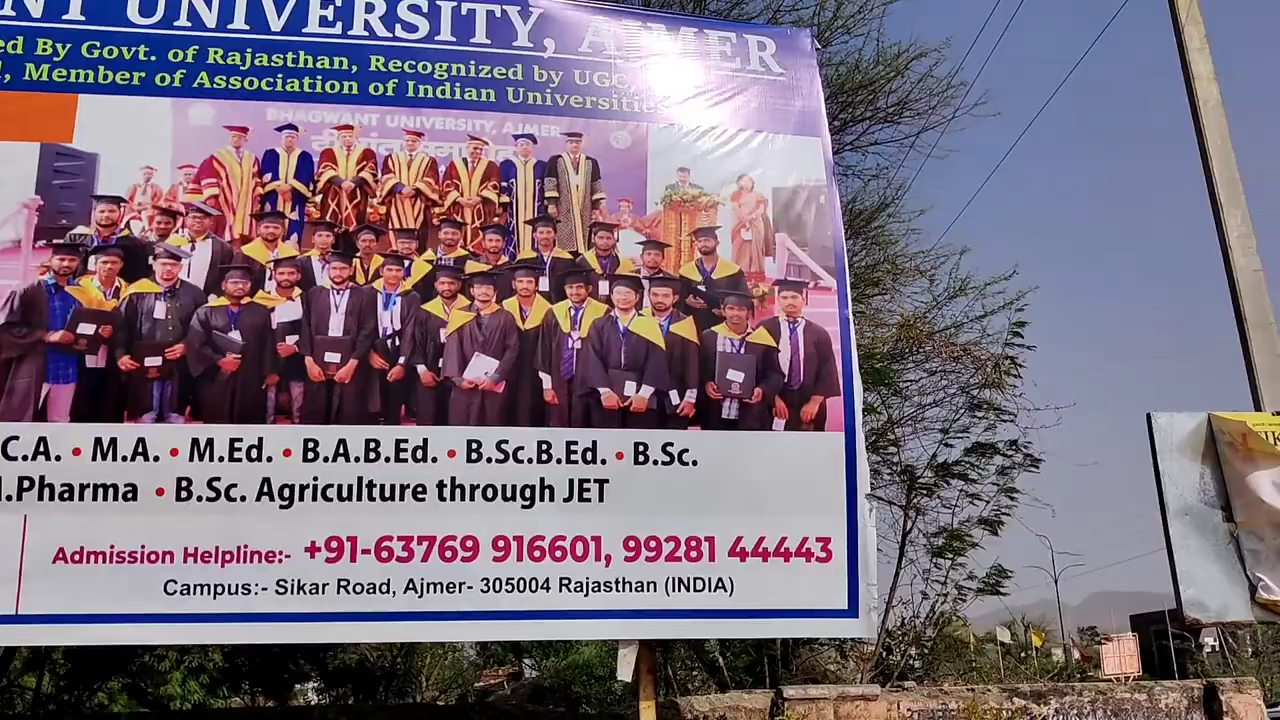 NT UNIVERSITY, AJMER
ed By Govt. of Rajasthan, Recognized by UGC
, Member of Association of Indian Universities
BHAGWANT UNIVERSITY, AJMER
C.A. • M.A. • M.Ed. • B.A.B.Ed. • B.Sc.B.Ed. • B.Sc.
.Pharma • B.Sc. Agriculture through JET
Admission Helpline:- +91-63769 916601, 99281 44443
Campus:- Sikar Road, Ajmer- 305004 Rajasthan (INDIA)